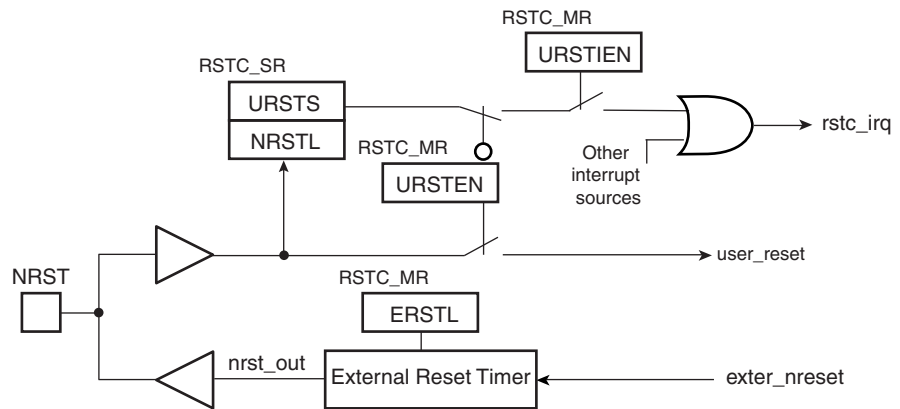 RSTC_MR
URSTIEN
RSTC_SR
URSTS
NRSTL
RSTC_MR
URSTEN
rstc_irq
Other
interrupt
sources
user_reset
NRST
RSTC_MR
ERSTL
nrst_out
External Reset Timer
exter_nreset